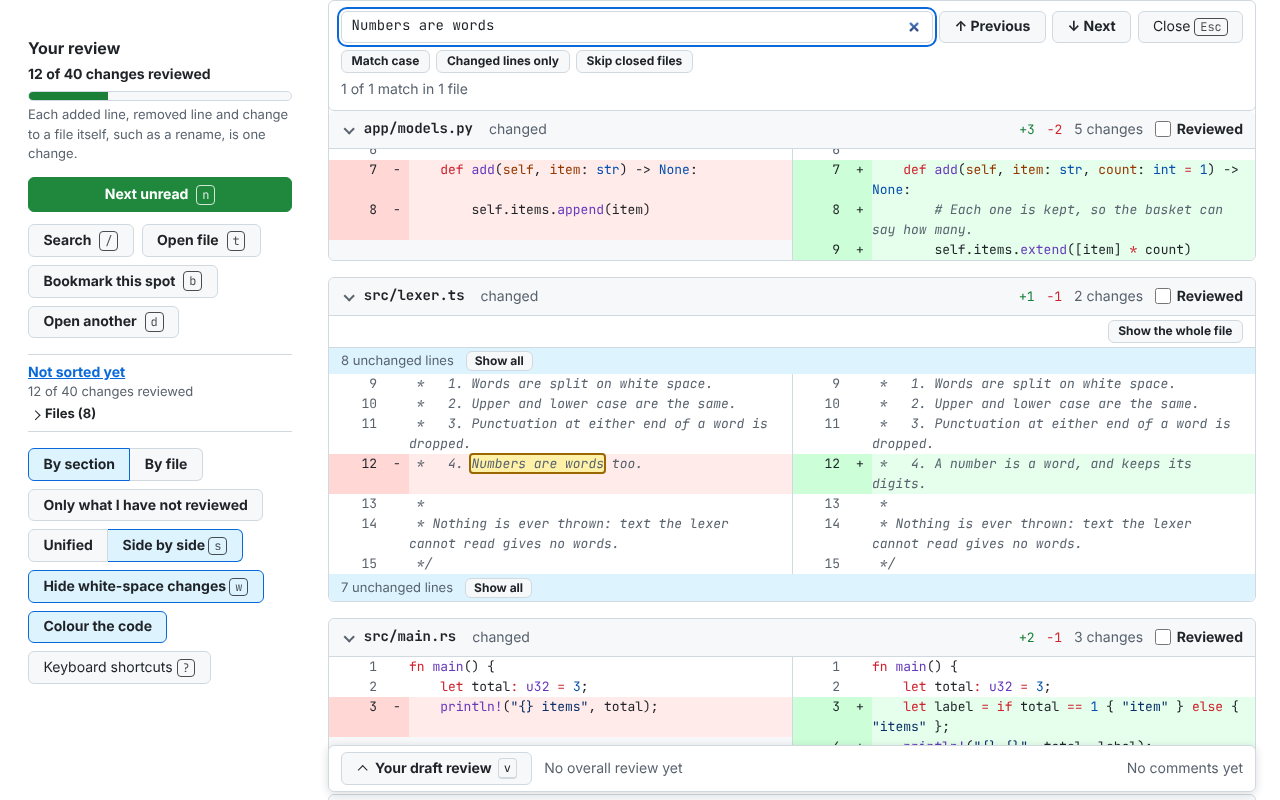 Your review
12 of 40 changes reviewed
Each added line, removed line and change
to a file itself, such as a rename, is one
change.
Next unread n
Search / Open file t
Bookmark this spot b
Open another d
Not sorted yet
12 of 40 changes reviewed
Files (8)
By section By file
Only what I have not reviewed
Unified Side by side s
Hide white-space changes w
Colour the code
Keyboard shortcuts ?
Numbers are words × ↑ Previous ↓ Next Close Esc
Match case Changed lines only Skip closed files
1 of 1 match in 1 file
app/models.py changed +3 -2 5 changes Reviewed
7 - def add(self, item: str) -> None:
8 - self.items.append(item)
7 + def add(self, item: str, count: int = 1) ->
None:
8 + # Each one is kept, so the basket can
say how many.
9 + self.items.extend([item] * count)
src/lexer.ts changed +1 -1 2 changes Reviewed
Show the whole file
8 unchanged lines Show all
9 * 1. Words are split on white space.
10 * 2. Upper and lower case are the same.
11 * 3. Punctuation at either end of a word is
dropped.
12 - * 4. Numbers are words too.
13 *
14 * Nothing is ever thrown: text the lexer
cannot read gives no words.
15 */
9 * 1. Words are split on white space.
10 * 2. Upper and lower case are the same.
11 * 3. Punctuation at either end of a word is
dropped.
12 + * 4. A number is a word, and keeps its
digits.
13 *
14 * Nothing is ever thrown: text the lexer
cannot read gives no words.
15 */
7 unchanged lines Show all
src/main.rs changed +2 -1 3 changes Reviewed
1 fn main() {
2 let total: u32 = 3;
3 - println!("{} items", total);
1 fn main() {
2 let total: u32 = 3;
3 + let label = if total == 1 { "item" } else {
"items" };
Your draft review v No overall review yet No comments yet